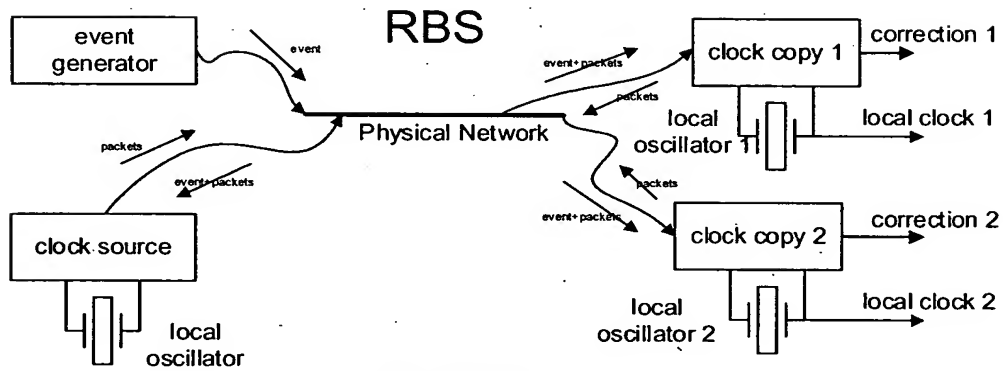 RBS
event
generator
event
event+packets
packets
clock copy 1
correction 1
local
oscillator 1
local clock 1
Physical Network
packets
event+packets
clock source
local
oscillator
packets
event+packets
clock copy 2
correction 2
local
oscillator 2
local clock 2